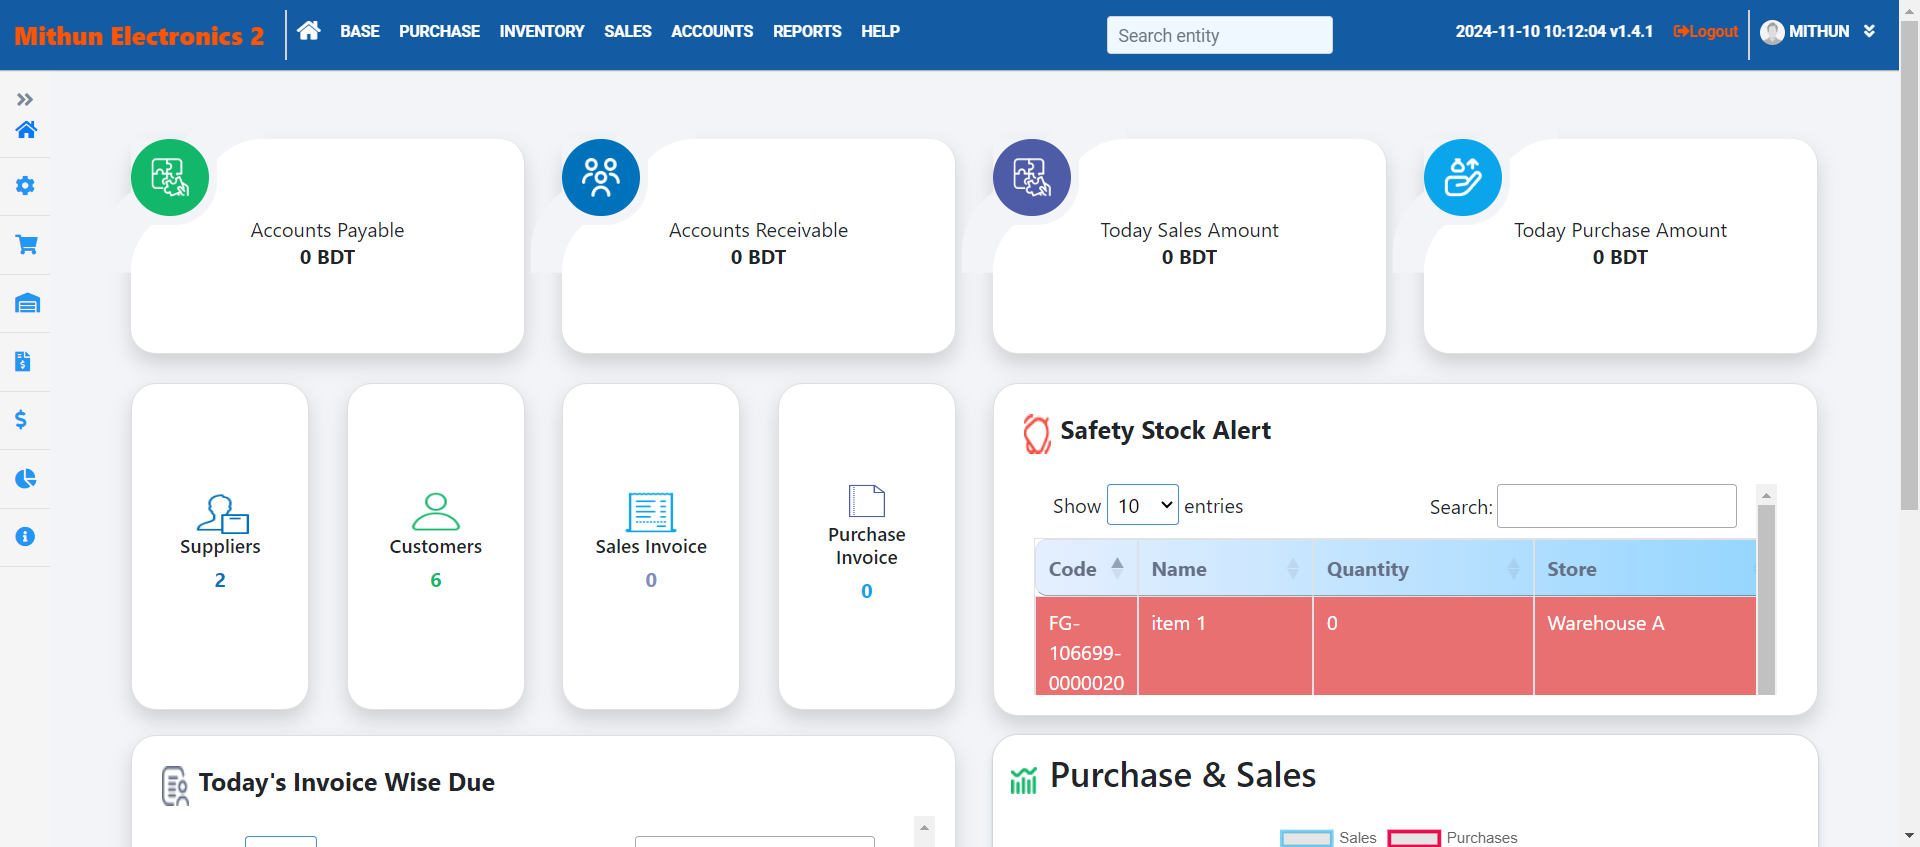 Mithun Electronics 2
BASE PURCHASE INVENTORY SALES ACCOUNTS REPORTS HELP
Search entity
2024-11-10 10:12:04 v1.4.1
Logout
MITHUN
Accounts Payable
0 BDT
Accounts Receivable
0 BDT
Today Sales Amount
0 BDT
Today Purchase Amount
0 BDT
Suppliers
2
Customers
6
Sales Invoice
0
Purchase
Invoice
0
Safety Stock Alert
Show 10 entries
Search:
Code Name Quantity Store
FG-
106699-
0000020
item 1
0
Warehouse A
Today's Invoice Wise Due
Purchase & Sales
Sales Purchases